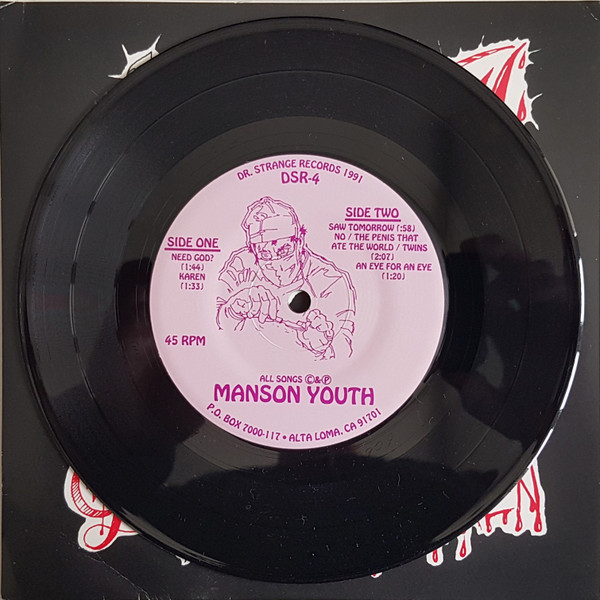 DR. STRANGE RECORDS 1991
DSR-4
SIDE ONE
NEED GOD?
(1:44)
KAREN
(1:33)
45 RPM
SIDE TWO
SAW TOMORROW (:58)
NO / THE PENIS THAT
ATE THE WORLD / TWINS
(2:07)
AN EYE FOR AN EYE
(1:20)
ALL SONGS ©&℗
MANSON YOUTH
P.O. BOX 7000-117 • ALTA LOMA, CA 91701